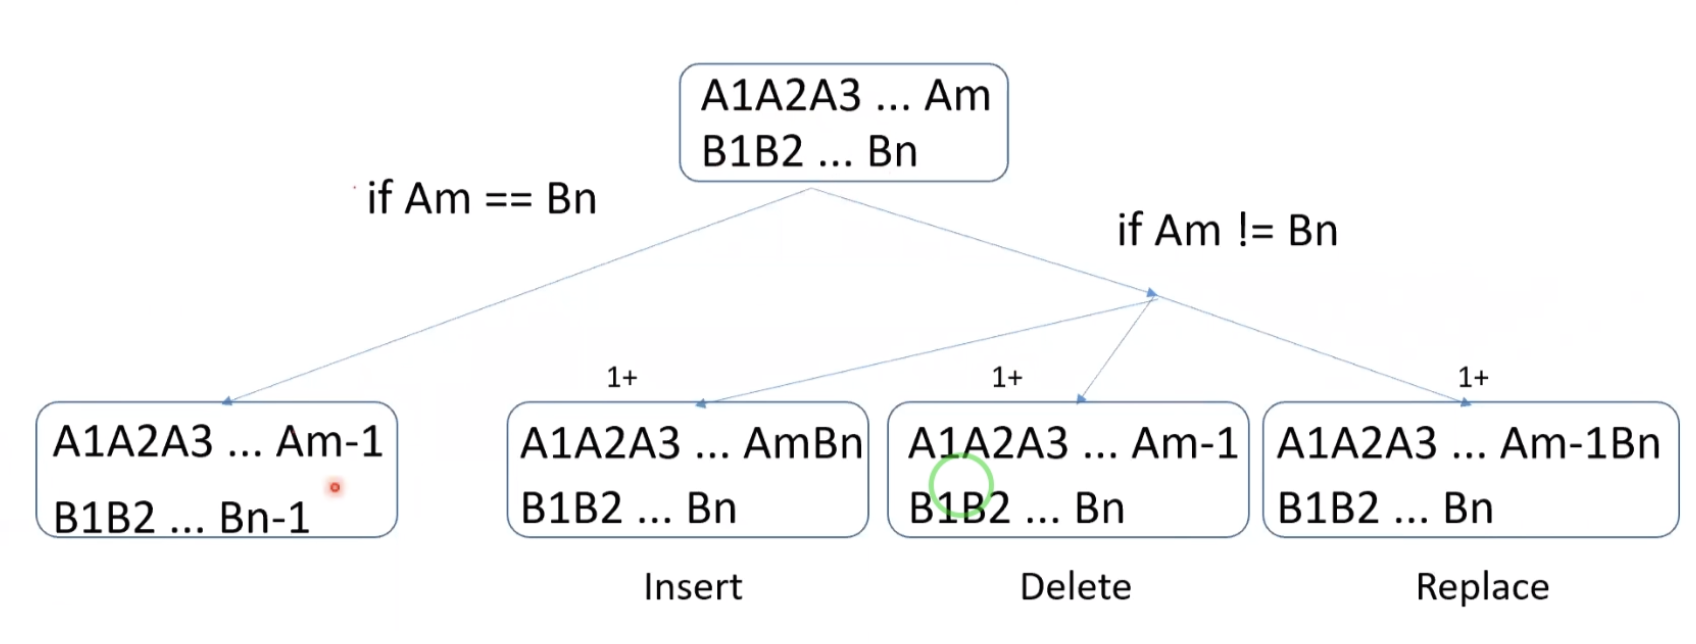 A1A2A3 ... Am
B1B2 ... Bn
if Am == Bn
if Am != Bn
1+
1+
1+
A1A2A3 ... Am-1
B1B2 ... Bn-1
A1A2A3 ... AmBn
B1B2 ... Bn
Insert
A1A2A3 ... Am-1
B1B2 ... Bn
Delete
A1A2A3 ... Am-1Bn
B1B2 ... Bn
Replace